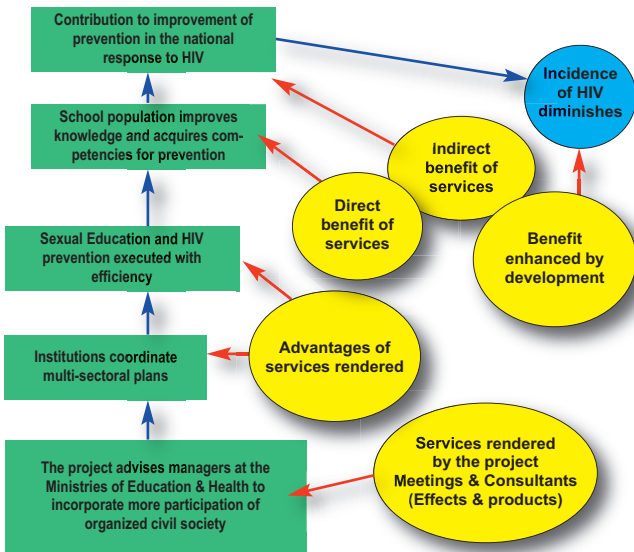 Contribution to improvement of
prevention in the national
response to HIV
Incidence
of HIV
diminishes
School population improves
knowledge and acquires com-
petencies for prevention
Indirect
benefit of
services
Direct
benefit of
services
Benefit
enhanced by
development
Sexual Education and HIV
prevention executed with
efficiency
Advantages of
services rendered
Institutions coordinate
multi-sectoral plans
Services rendered
by the project
Meetings & Consultants
(Effects & products)
The project advises managers at the
Ministries of Education & Health to
incorporate more participation of
organized civil society